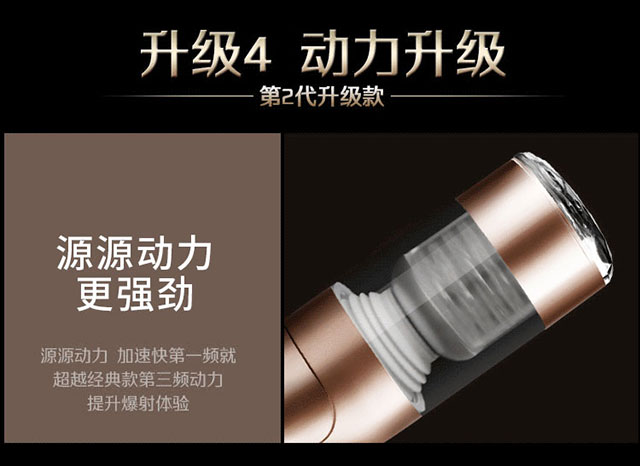 升级4 动力升级
第2代升级款
源源动力
更强劲
源源动力 加速快第一频就
超越经典款第三频动力
提升爆射体验